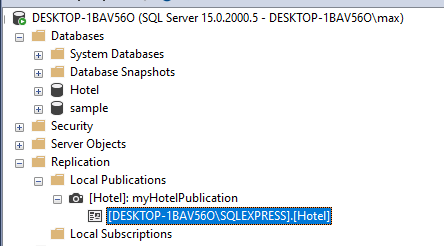 DESKTOP-1BAV56O (SQL Server 15.0.2000.5 - DESKTOP-1BAV56O\max)
Databases
System Databases
Database Snapshots
Hotel
sample
Security
Server Objects
Replication
Local Publications
[Hotel]: myHotelPublication
[DESKTOP-1BAV56O\SQLEXPRESS].[Hotel]
Local Subscriptions